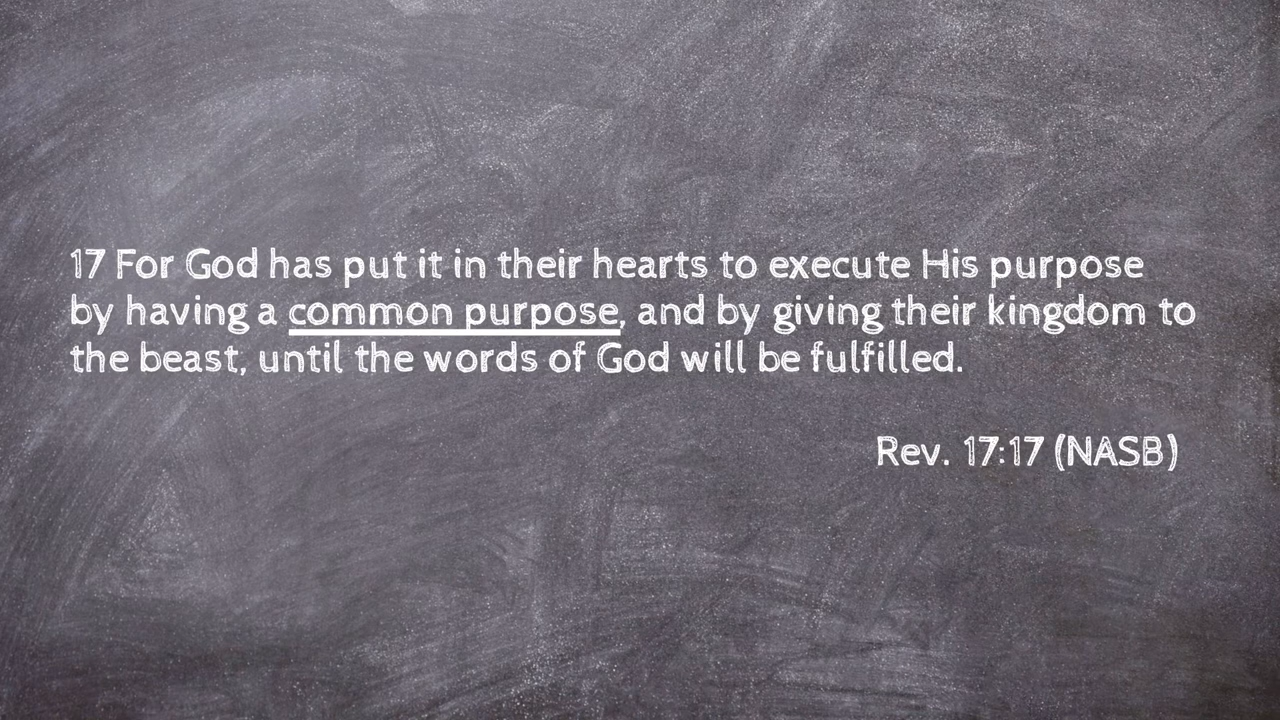 17 For God has put it in their hearts to execute His purpose
by having a common purpose, and by giving their kingdom to
the beast, until the words of God will be fulfilled.
Rev. 17:17 (NASB)